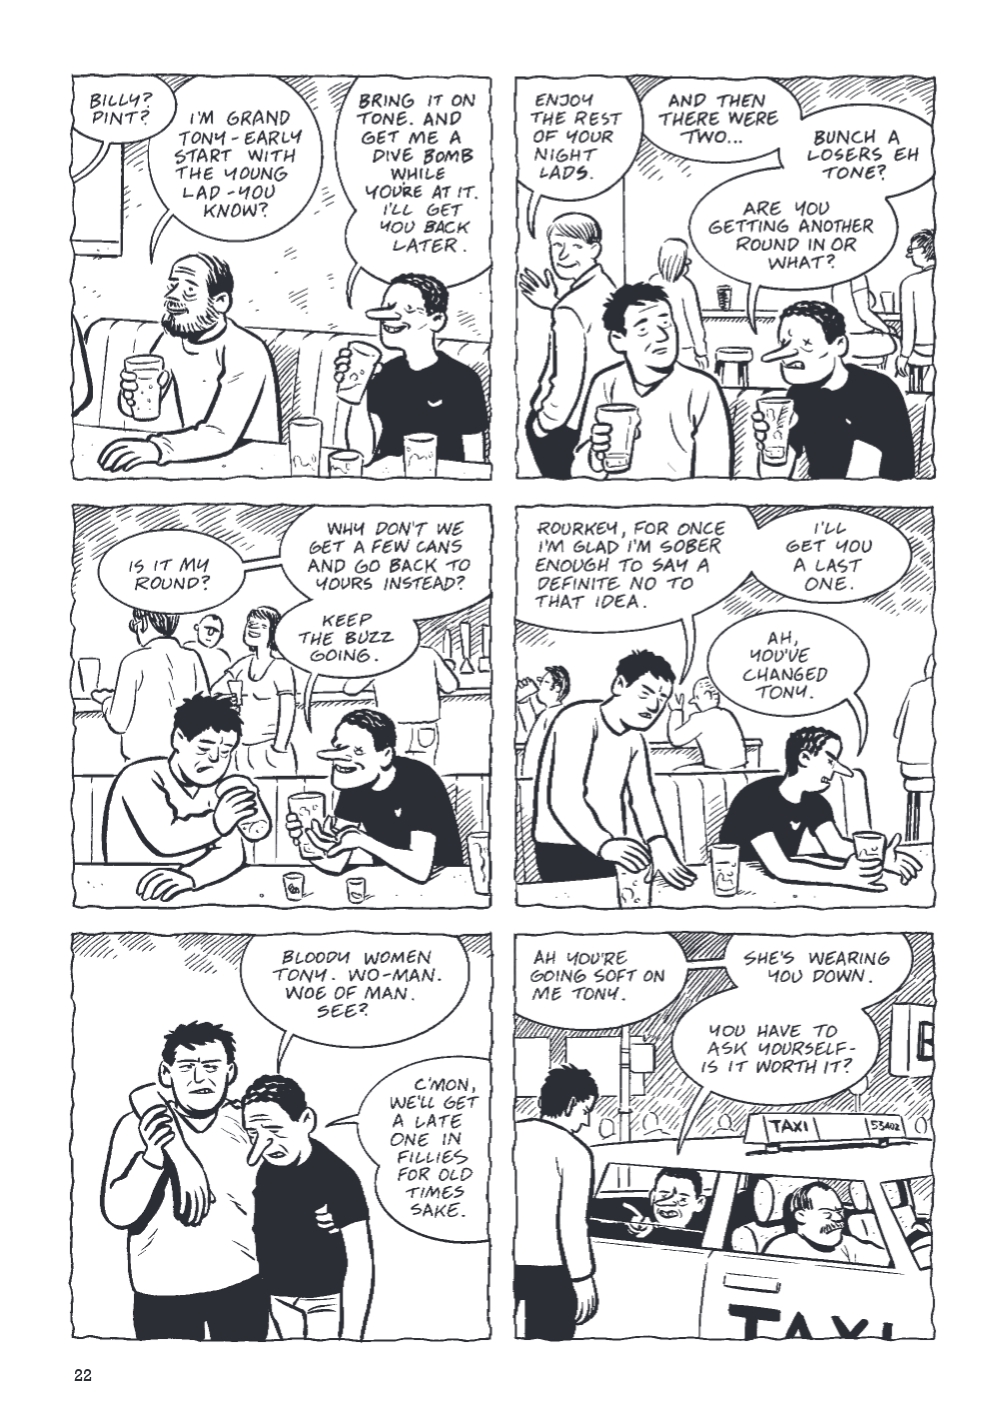 BILLY?
PINT?
I'M GRAND
TONY - EARLY
START WITH
THE YOUNG
LAD - YOU
KNOW?
BRING IT ON
TONE. AND
GET ME A
DIVE BOMB
WHILE
YOU'RE AT IT.
I'LL GET
YOU BACK
LATER.
ENJOY
THE REST
OF YOUR
NIGHT
LADS.
AND THEN
THERE WERE
TWO...
BUNCH A
LOSERS EH
TONE?
ARE YOU
GETTING ANOTHER
ROUND IN OR
WHAT?
IS IT MY
ROUND?
WHY DON'T WE
GET A FEW CANS
AND GO BACK TO
YOURS INSTEAD?
KEEP
THE BUZZ
GOING.
ROURKEY, FOR ONCE
I'M GLAD I'M SOBER
ENOUGH TO SAY A
DEFINITE NO TO
THAT IDEA.
I'LL
GET YOU
A LAST
ONE.
AH,
YOU'VE
CHANGED
TONY.
BLOODY WOMEN
TONY. WO-MAN.
WOE OF MAN.
SEE?
C'MON,
WE'LL GET
A LATE
ONE IN
FILLIES
FOR OLD
TIMES
SAKE.
AH YOU'RE
GOING SOFT ON
ME TONY.
SHE'S WEARING
YOU DOWN.
YOU HAVE TO
ASK YOURSELF-
IS IT WORTH IT?
B
TAXI 53402
TAXI
22